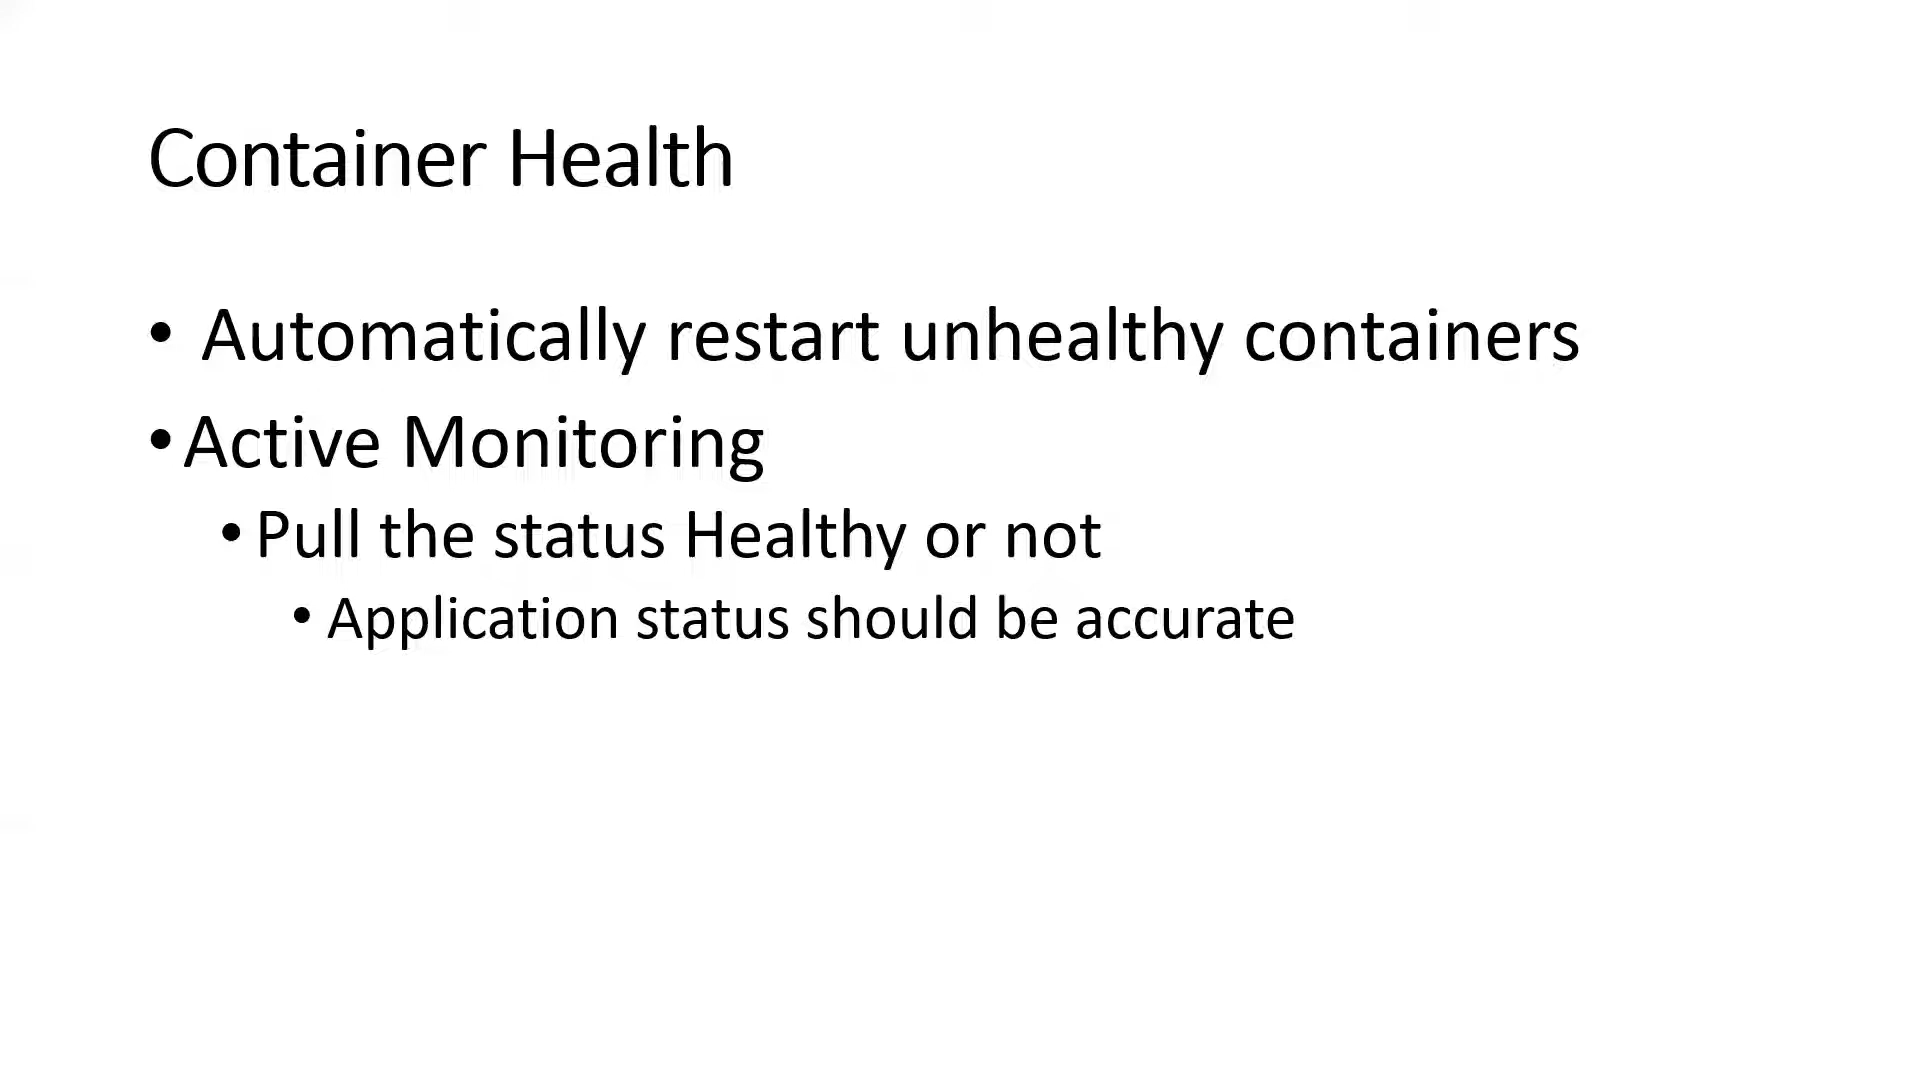 Container Health
• Automatically restart unhealthy containers
• Active Monitoring
• Pull the status Healthy or not
• Application status should be accurate